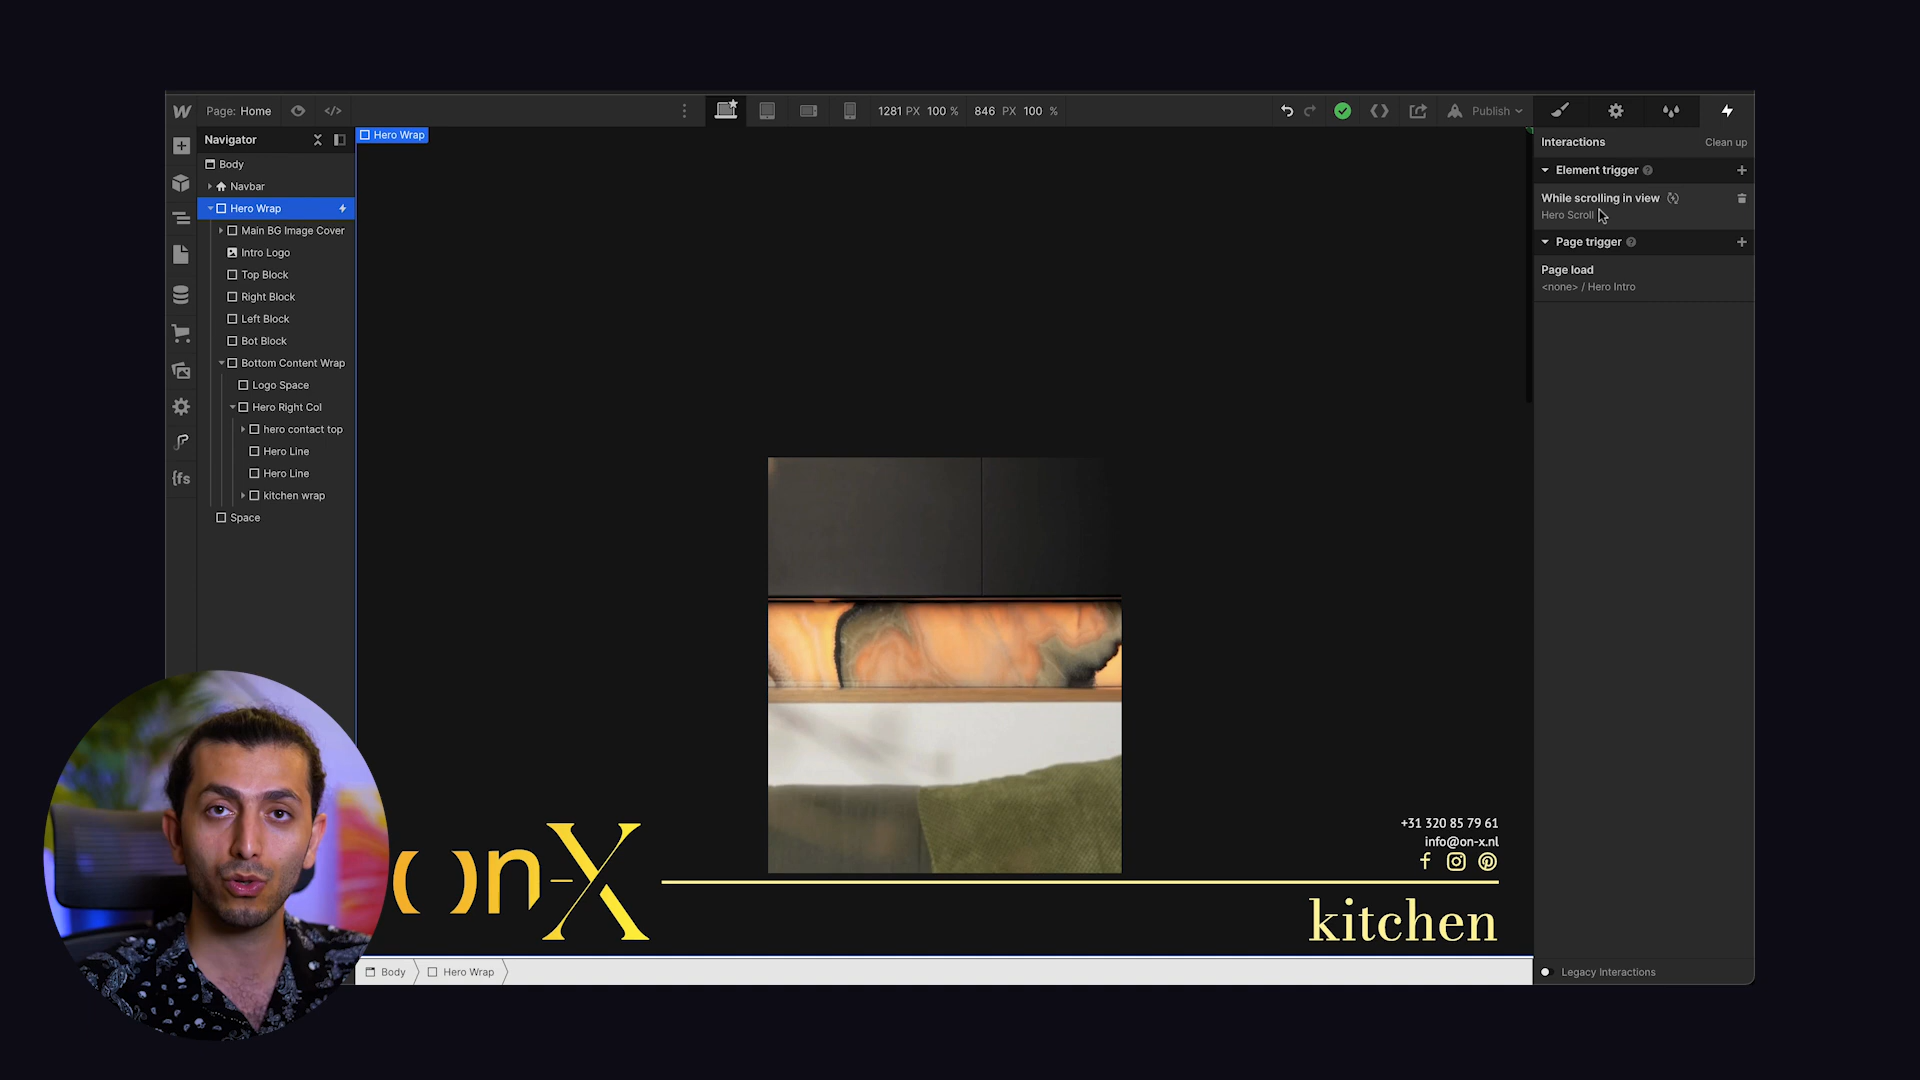 Page: Home
1281 PX 100 % 846 PX 100 %
Publish
Navigator
Body
Navbar
Hero Wrap
Main BG Image Cover
Intro Logo
Top Block
Right Block
Left Block
Bot Block
Bottom Content Wrap
Logo Space
Hero Right Col
hero contact top
Hero Line
Hero Line
kitchen wrap
Space
{fs
Hero Wrap
on-X
+31 320 85 79 61
info@on-x.nl
kitchen
Body
Hero Wrap
Interactions
Clean up
Element trigger
While scrolling in view
Hero Scroll
Page trigger
Page load
<none> / Hero Intro
Legacy Interactions